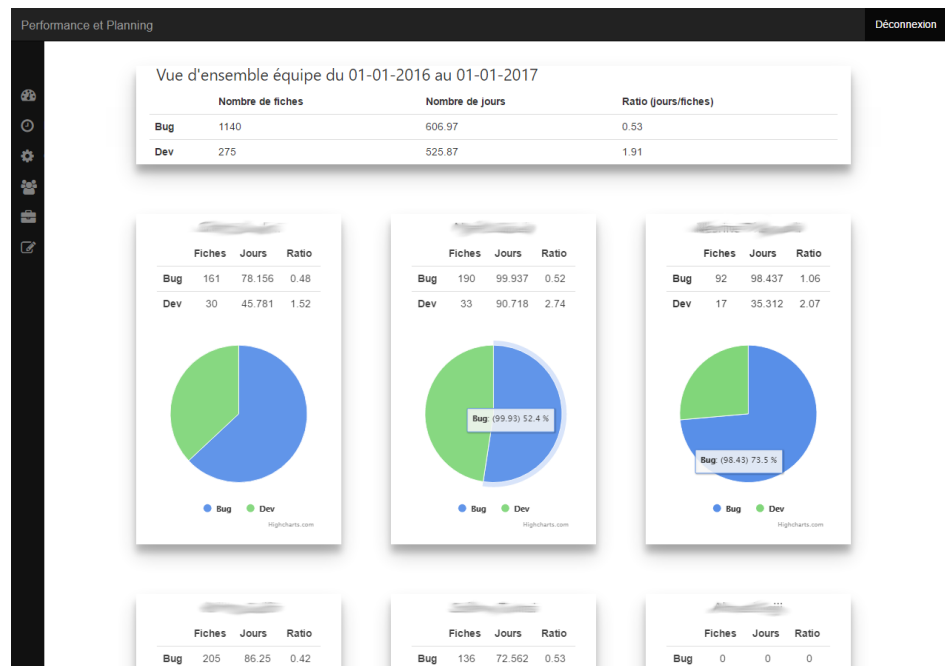 Performance et Planning Déconnexion
Vue d'ensemble équipe du 01-01-2016 au 01-01-2017
Nombre de fiches Nombre de jours Ratio (jours/fiches)
Bug 1140 606.97 0.53
Dev 275 525.87 1.91
Fiches Jours Ratio
Bug 161 78.156 0.48
Dev 30 45.781 1.52
Bug Dev
Highcharts.com
Fiches Jours Ratio
Bug 190 99.937 0.52
Dev 33 90.718 2.74
Bug: (99.93) 52.4 %
Bug Dev
Highcharts.com
Fiches Jours Ratio
Bug 92 98.437 1.06
Dev 17 35.312 2.07
Bug: (98.43) 73.5 %
Bug Dev
Highcharts.com
Fiches Jours Ratio
Bug 205 86.25 0.42
Fiches Jours Ratio
Bug 136 72.562 0.53
Fiches Jours Ratio
Bug 0 0 0